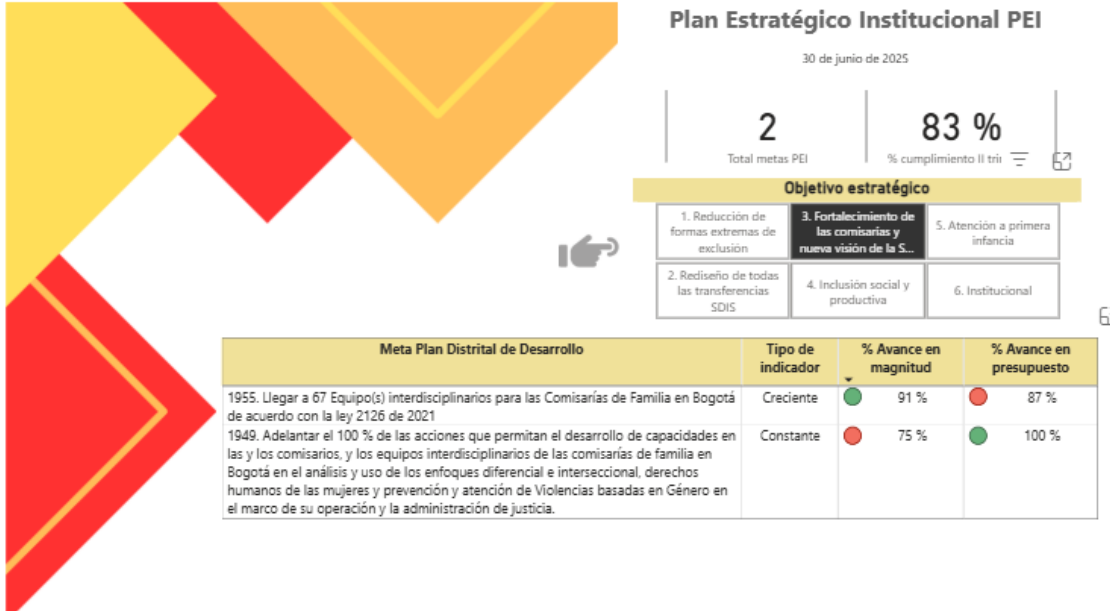 Plan Estratégico Institucional PEI
30 de junio de 2025
2
Total metas PEI
83 %
% cumplimiento II trii
Objetivo estratégico
1. Reducción de
formas extremas de
exclusión
3. Fortalecimiento de
las comisarías y
nueva visión de la S...
5. Atención a primera
infancia
2. Rediseño de todas
las transferencias
SDIS
4. Inclusión social y
productiva
6. Institucional
Meta Plan Distrital de Desarrollo
Tipo de
indicador
% Avance en
magnitud
% Avance en
presupuesto
1955. Llegar a 67 Equipo(s) interdisciplinarios para las Comisarías de Familia en Bogotá
de acuerdo con la ley 2126 de 2021
Creciente
91 %
87 %
1949. Adelantar el 100 % de las acciones que permitan el desarrollo de capacidades en
las y los comisarios, y los equipos interdisciplinarios de las comisarías de familia en
Bogotá en el análisis y uso de los enfoques diferencial e interseccional, derechos
humanos de las mujeres y prevención y atención de Violencias basadas en Género en
el marco de su operación y la administración de justicia.
Constante
75 %
100 %